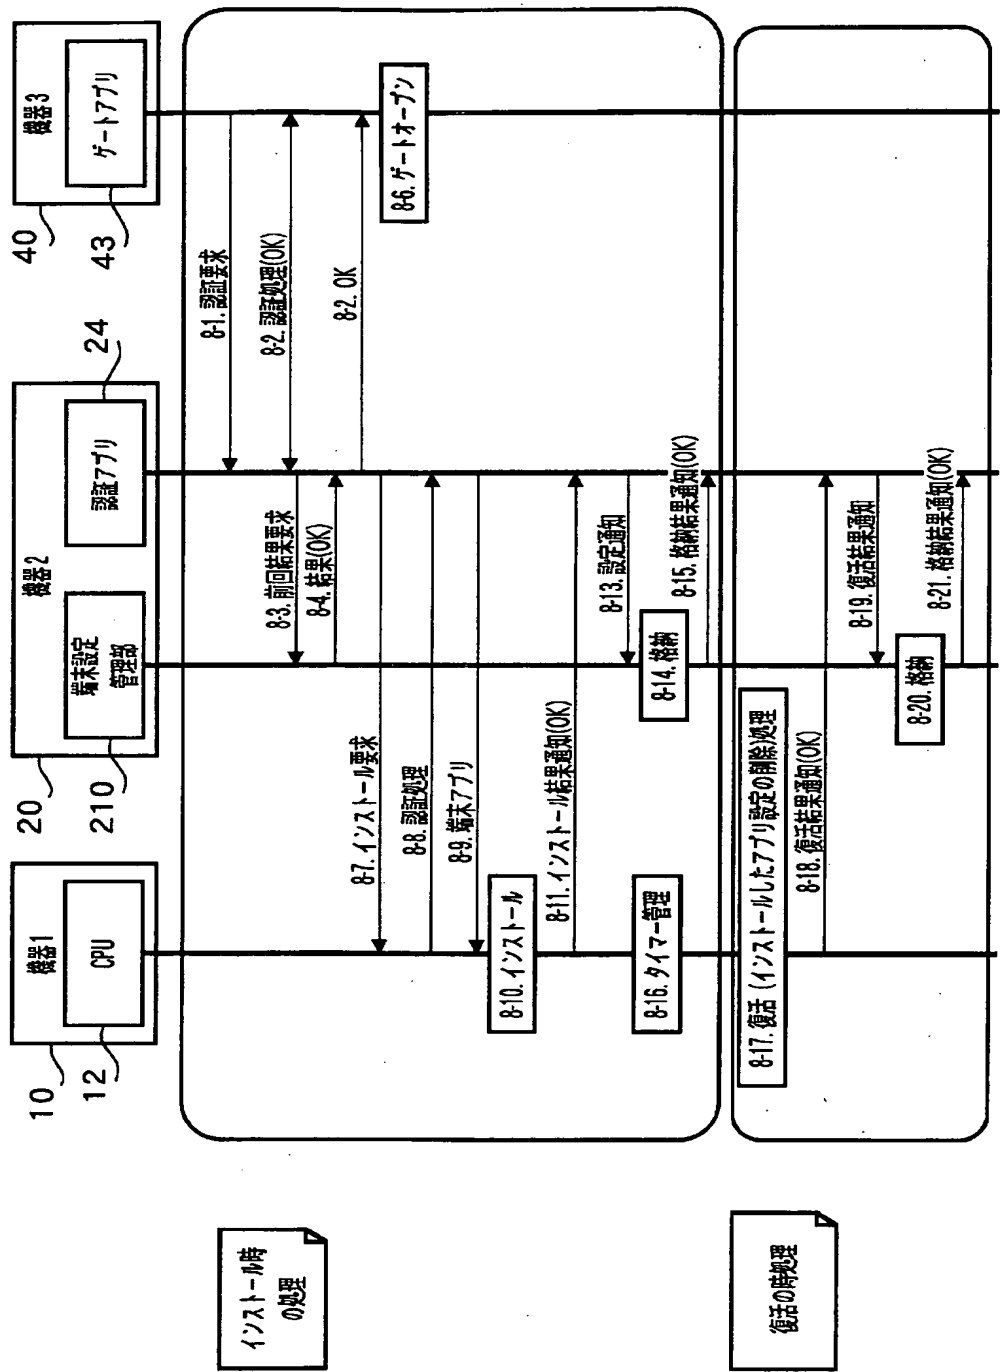 10
12
機器1
CPU
20
210
機器2
端末設定
管理部
認証アプリ
24
40
43
機器3
ゲートアプリ
インストール時
の処理
8-1. 認証要求
8-2. 認証処理(OK)
8-3. 前回結果要求
8-4. 結果(OK)
8-2. OK
8-6. ゲートオープン
8-7. インストール要求
8-8. 認証処理
8-9. 端末アプリ
8-10. インストール
8-11. インストール結果通知(OK)
8-13. 設定通知
8-14. 格納
8-15. 格納結果通知(OK)
8-16. タイマー管理
復活の時処理
8-17. 復活（インストールしたアプリ設定の削除)処理
8-18. 復活結果通知(OK)
8-19. 復活結果通知
8-20. 格納
8-21. 格納結果通知(OK)